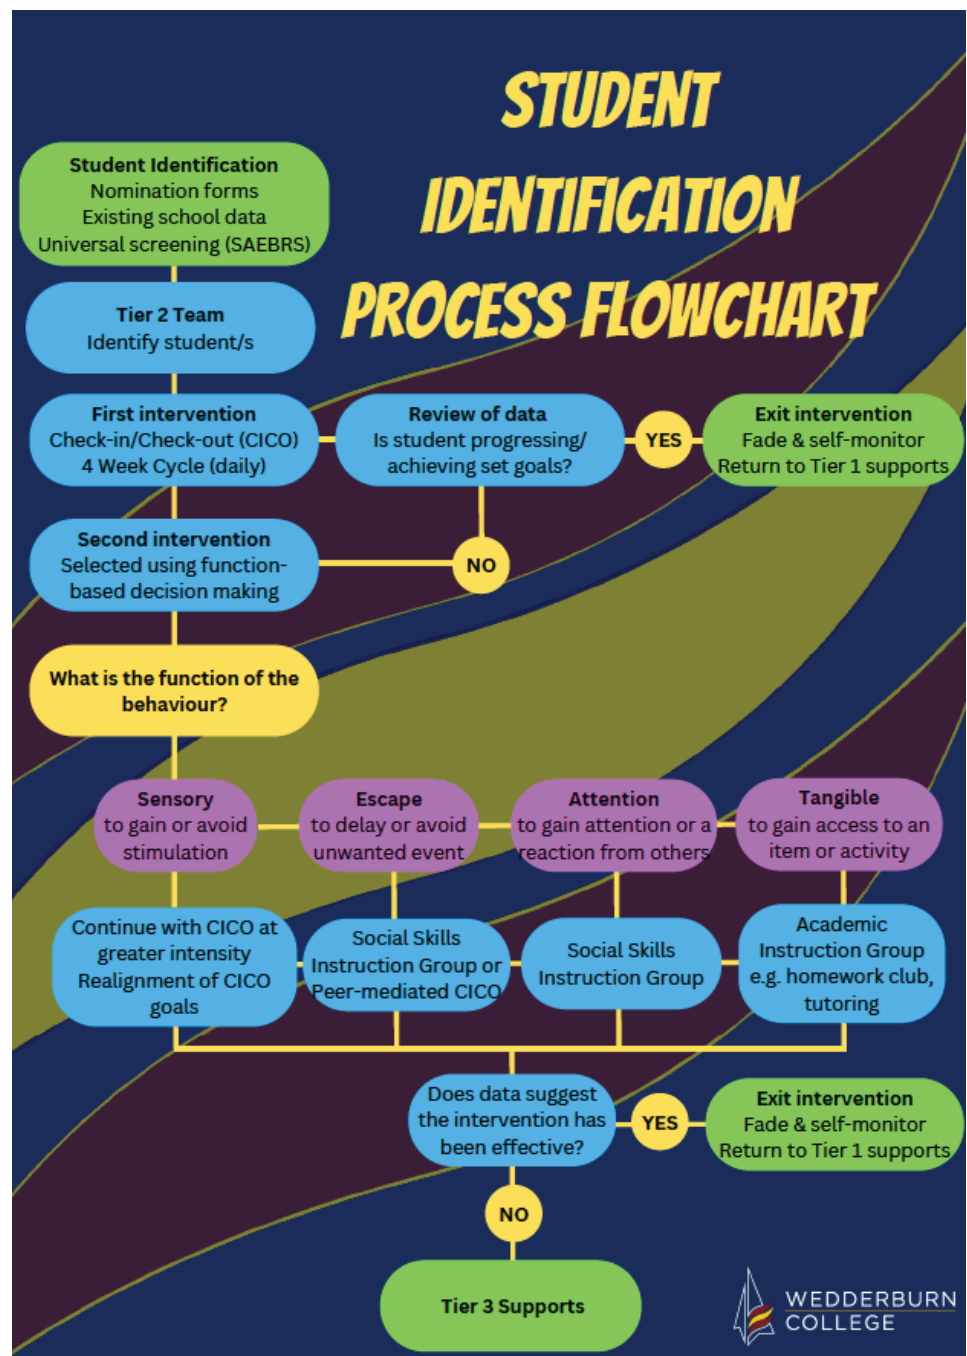 STUDENT
IDENTIFICATION
PROCESS FLOWCHART
Student Identification
Nomination forms
Existing school data
Universal screening (SAEBRS)
Tier 2 Team
Identify student/s
First intervention
Check-in/Check-out (CICO)
4 Week Cycle (daily)
Review of data
Is student progressing/
achieving set goals?
YES
Exit intervention
Fade & self-monitor
Return to Tier 1 supports
Second intervention
Selected using function-
based decision making
NO
What is the function of the
behaviour?
Sensory
to gain or avoid
stimulation
Escape
to delay or avoid
unwanted event
Attention
to gain attention or a
reaction from others
Tangible
to gain access to an
item or activity
Continue with CICO at
greater intensity
Realignment of CICO
goals
Social Skills
Instruction Group or
Peer-mediated CICO
Social Skills
Instruction Group
Academic
Instruction Group
e.g. homework club,
tutoring
Does data suggest
the intervention has
been effective?
YES
Exit intervention
Fade & self-monitor
Return to Tier 1 supports
NO
Tier 3 Supports
WEDDERBURN
COLLEGE